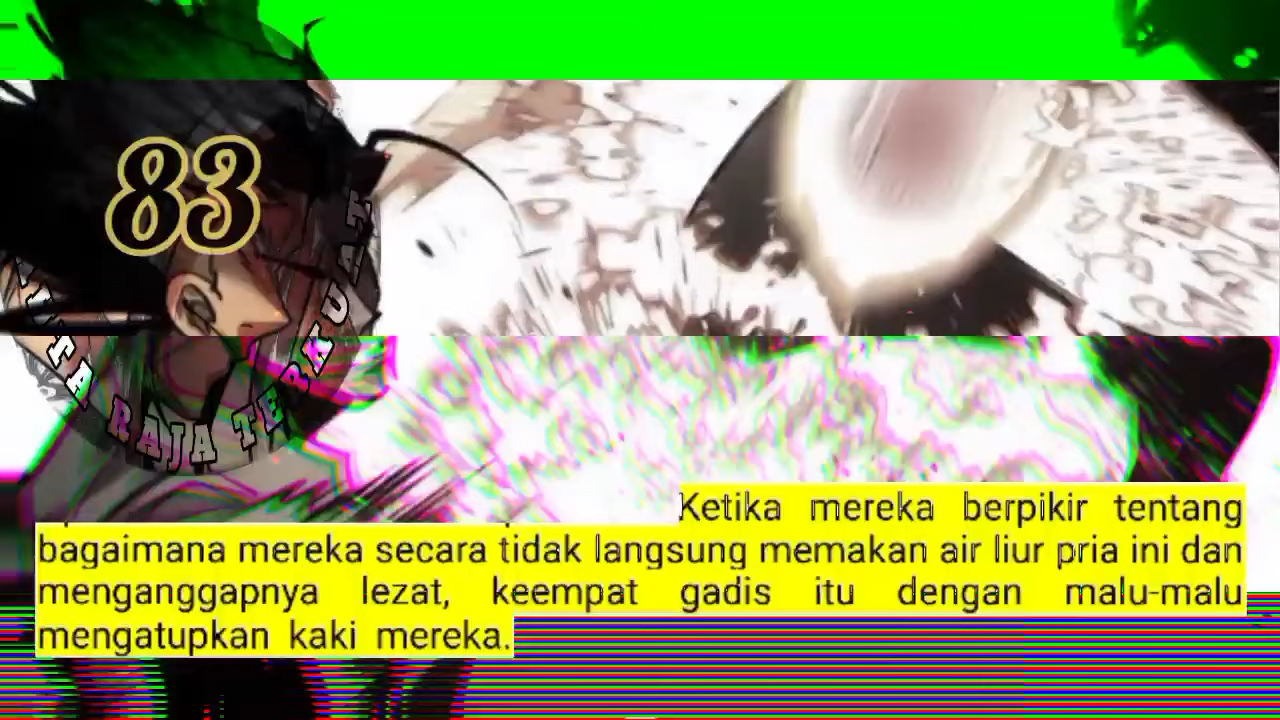 83
RAJA TERKUAT
Ketika mereka berpikir tentang
bagaimana mereka secara tidak langsung memakan air liur pria ini dan
menganggapnya lezat, keempat gadis itu dengan malu-malu
mengatupkan kaki mereka.